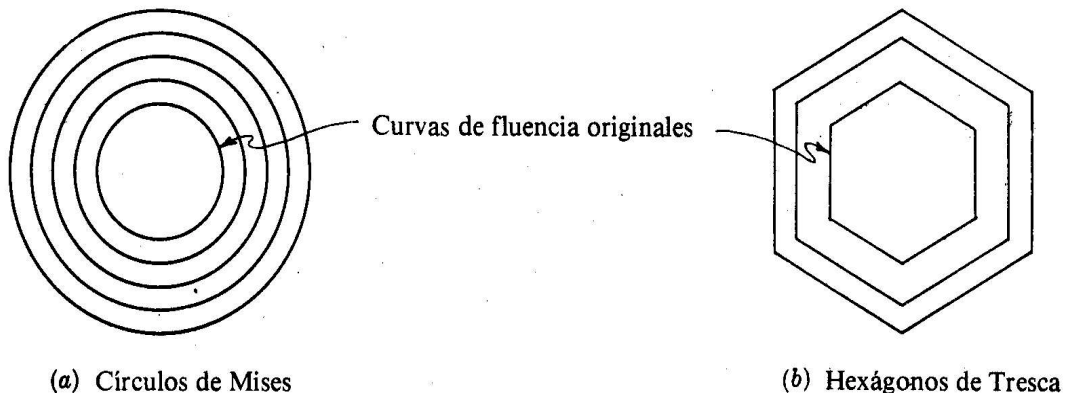 Curvas de fluencia originales
(a) Círculos de Mises
(b) Hexágonos de Tresca